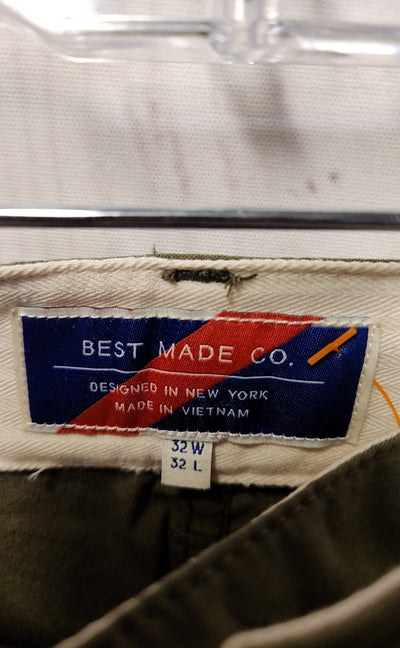 BEST MADE CO.
DESIGNED IN NEW YORK
MADE IN VIETNAM
32 W
32 L